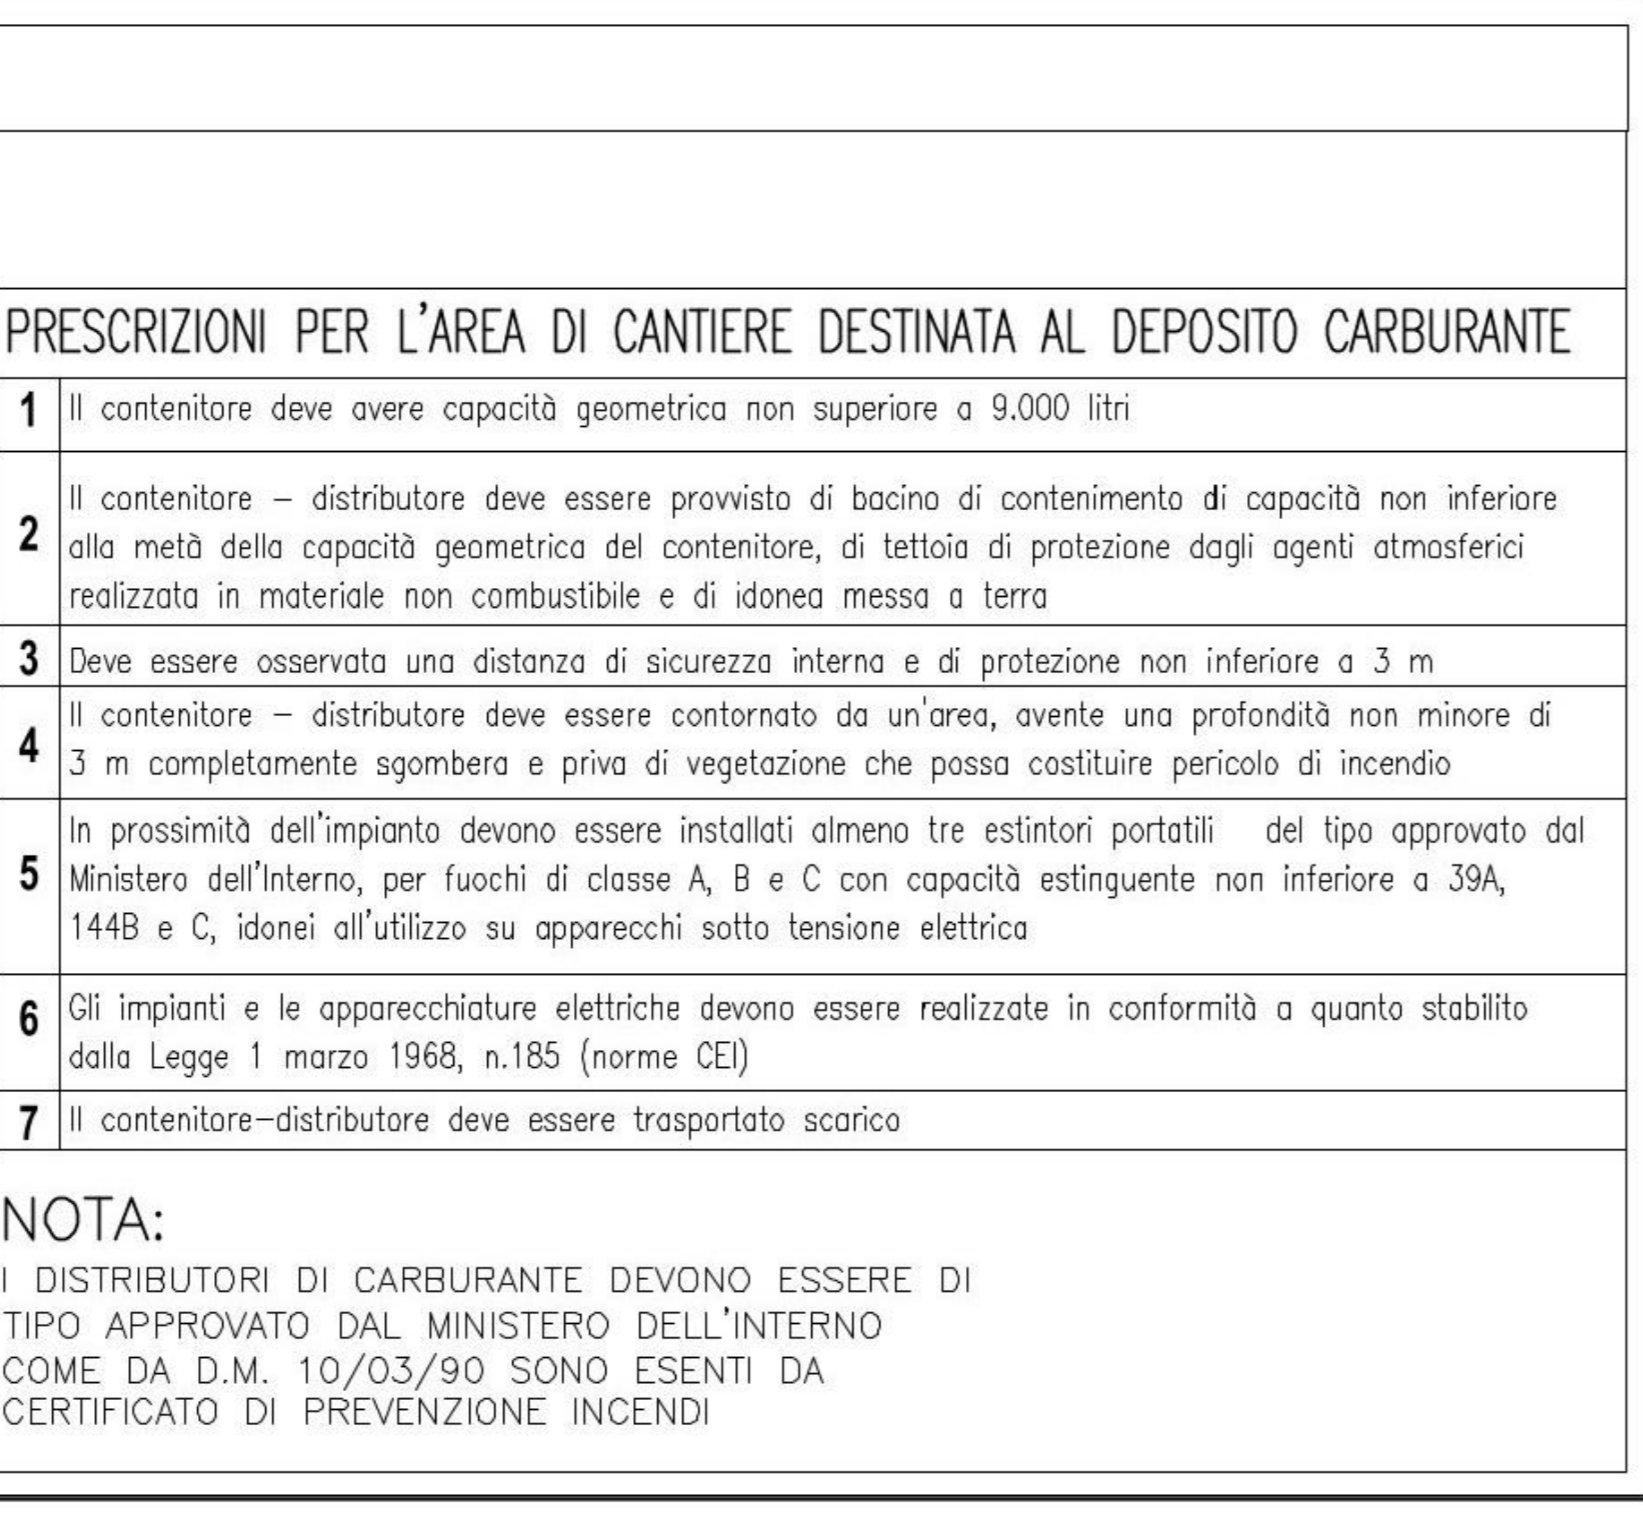 PRESCRIZIONI PER L'AREA DI CANTIERE DESTINATA AL DEPOSITO CARBURANTE
1 Il contenitore deve avere capacità geometrica non superiore a 9.000 litri
2 Il contenitore – distributore deve essere provvisto di bacino di contenimento di capacità non inferiore
alla metà della capacità geometrica del contenitore, di tettoia di protezione dagli agenti atmosferici
realizzata in materiale non combustibile e di idonea messa a terra
3 Deve essere osservata una distanza di sicurezza interna e di protezione non inferiore a 3 m
4 Il contenitore – distributore deve essere contornato da un'area, avente una profondità non minore di
3 m completamente sgombera e priva di vegetazione che possa costituire pericolo di incendio
5 In prossimità dell'impianto devono essere installati almeno tre estintori portatili del tipo approvato dal
Ministero dell'Interno, per fuochi di classe A, B e C con capacità estinguente non inferiore a 39A,
144B e C, idonei all'utilizzo su apparecchi sotto tensione elettrica
6 Gli impianti e le apparecchiature elettriche devono essere realizzate in conformità a quanto stabilito
dalla Legge 1 marzo 1968, n.185 (norme CEI)
7 Il contenitore–distributore deve essere trasportato scarico
NOTA:
I DISTRIBUTORI DI CARBURANTE DEVONO ESSERE DI
TIPO APPROVATO DAL MINISTERO DELL'INTERNO
COME DA D.M. 10/03/90 SONO ESENTI DA
CERTIFICATO DI PREVENZIONE INCENDI